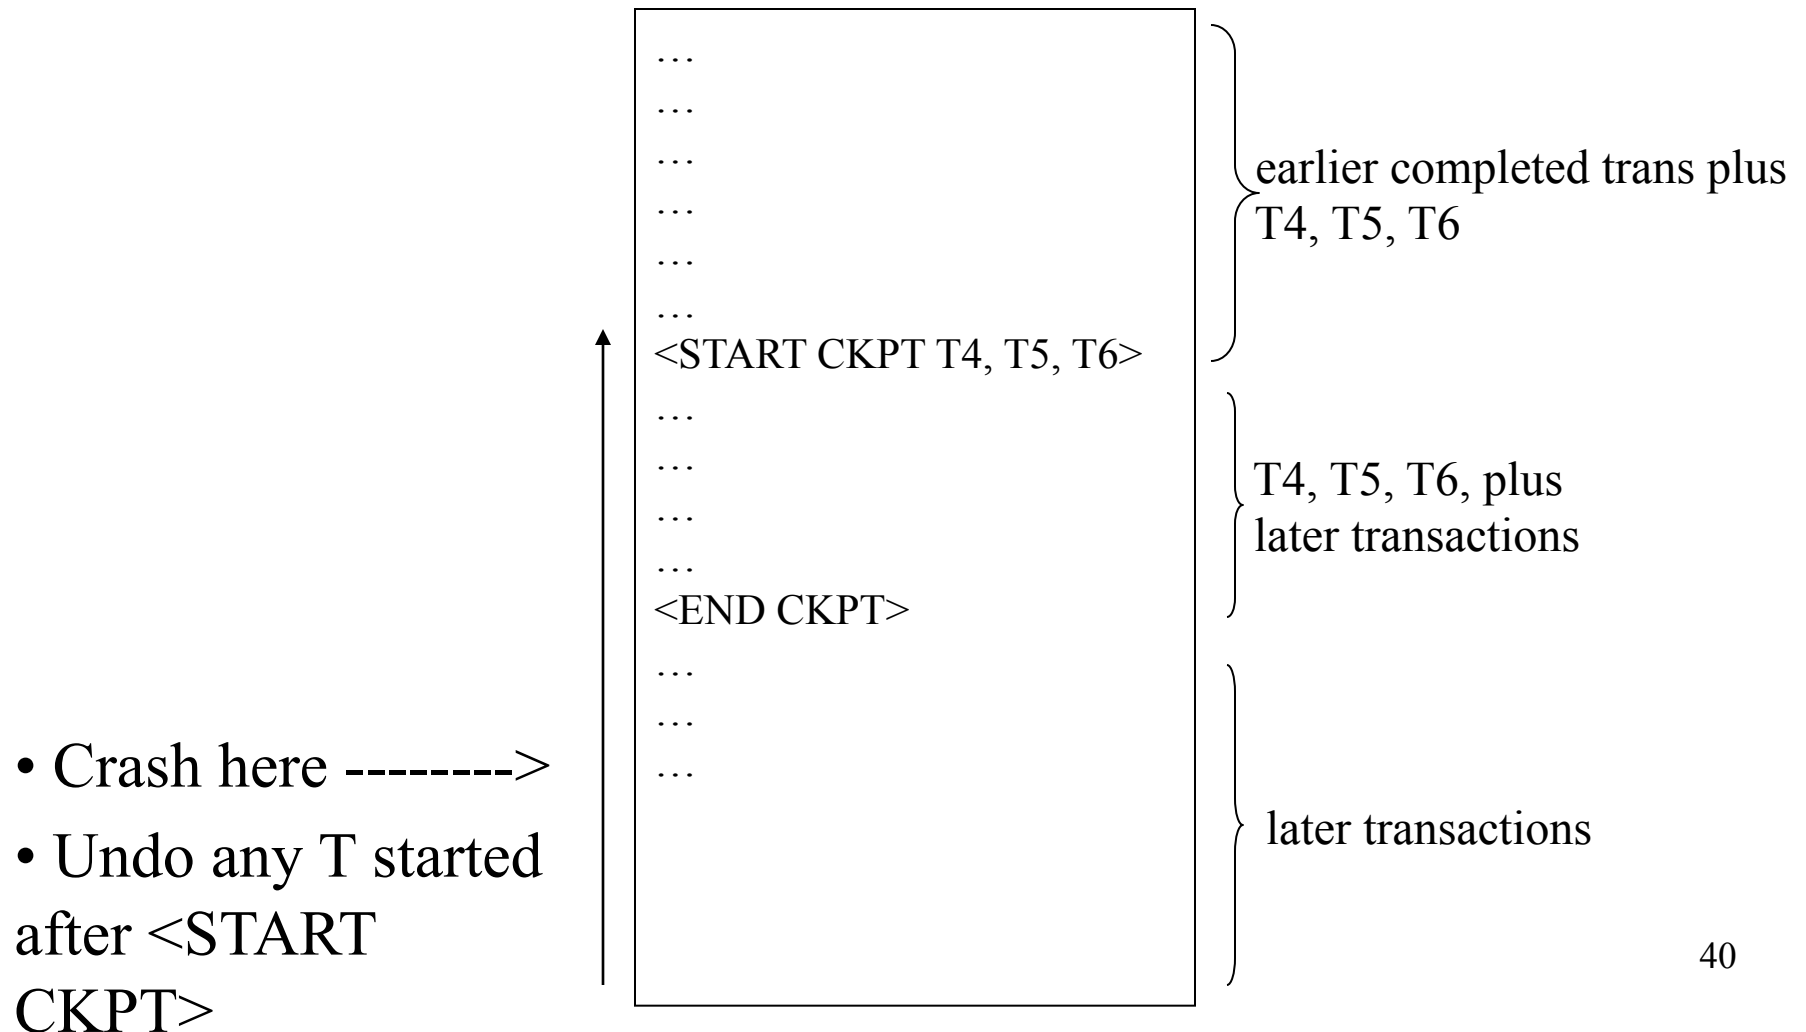 …
…
…
…
…
…
<START CKPT T4, T5, T6>
…
…
…
…
<END CKPT>
…
…
…
earlier completed trans plus
T4, T5, T6
T4, T5, T6, plus
later transactions
later transactions
• Crash here -------->
• Undo any T started
after <START
CKPT>
40